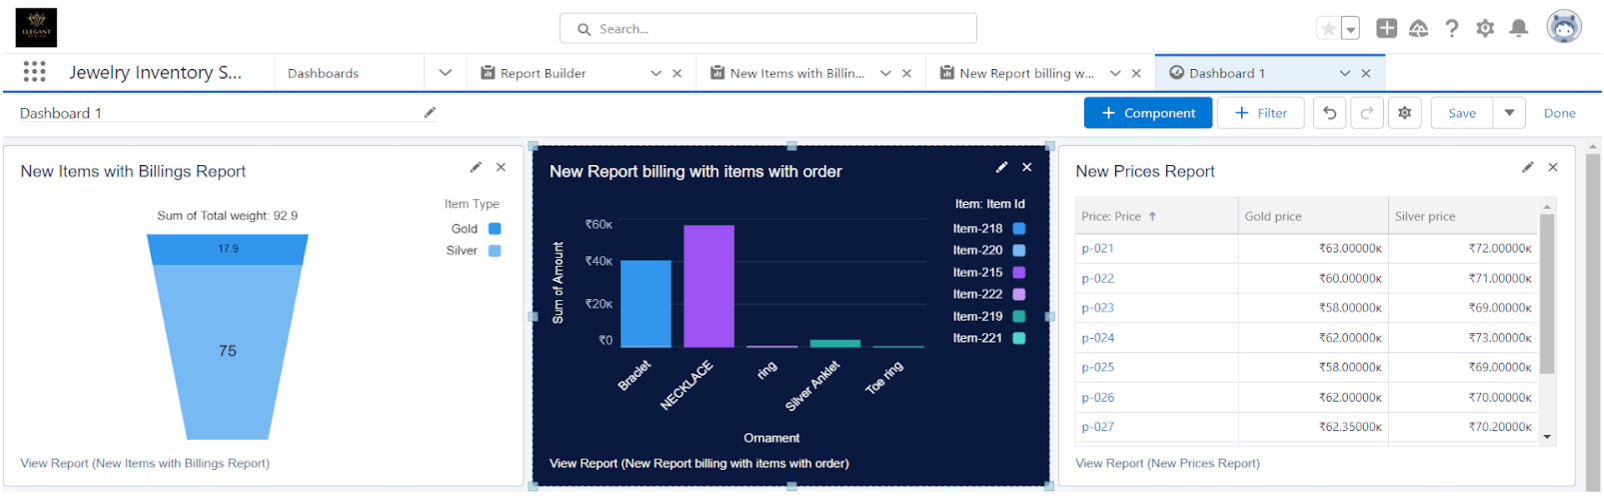 ELEGANT
Search...
Jewelry Inventory S...
Dashboards
Report Builder
New Items with Billin...
New Report billing w...
Dashboard 1
Dashboard 1
+ Component
+ Filter
Save
Done
New Items with Billings Report
Sum of Total weight: 92.9
17.9
75
Item Type
Gold
Silver
View Report (New Items with Billings Report)
New Report billing with items with order
Item: Item Id
Item-218
Item-220
Item-215
Item-222
Item-219
Item-221
Sum of Amount
₹60K
₹40K
₹20K
₹0
Braclet
NECKLACE
ring
Silver Anklet
Toe ring
Ornament
View Report (New Report billing with items with order)
New Prices Report
Price: Price ↑ Gold price Silver price
p-021 ₹63.00000K ₹72.00000K
p-022 ₹60.00000K ₹71.00000K
p-023 ₹58.00000K ₹69.00000K
p-024 ₹62.00000K ₹73.00000K
p-025 ₹58.00000K ₹69.00000K
p-026 ₹62.00000K ₹70.00000K
p-027 ₹62.35000K ₹70.20000K
View Report (New Prices Report)